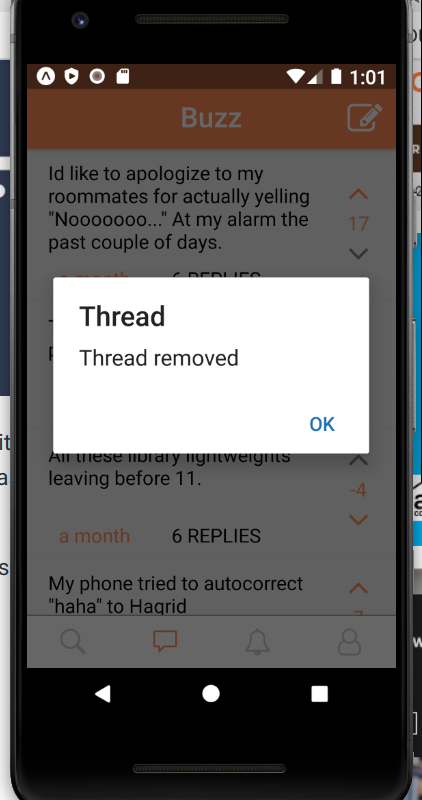 1:01
Buzz
Id like to apologize to my
roommates for actually yelling
"Nooooooo..." At my alarm the
past couple of days.
17
a month
6 REPLIES
Thread
Thread removed
OK
All these library lightweights
leaving before 11.
-4
a month
6 REPLIES
My phone tried to autocorrect
"haha" to Hagrid